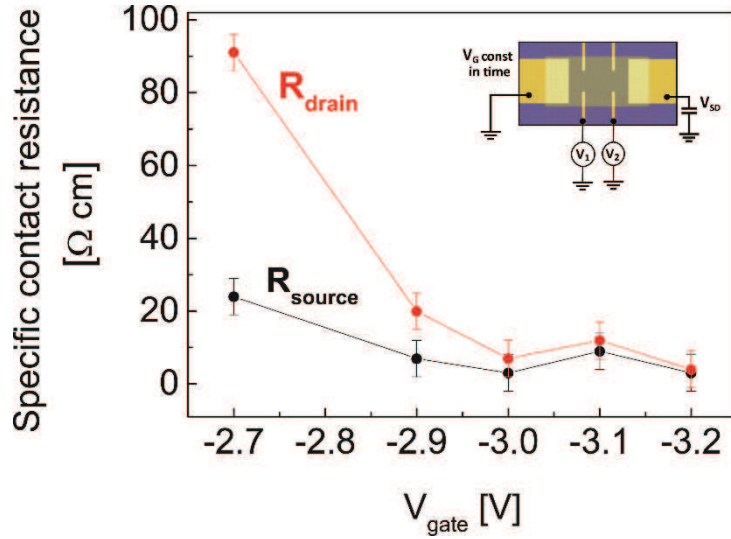 Specific contact resistance
[Ω cm]
100
80
60
40
20
0
R_drain
R_source
V_G const
in time
V_SD
V_1
V_2
-2.7
-2.8
-2.9
-3.0
-3.1
-3.2
V_gate [V]